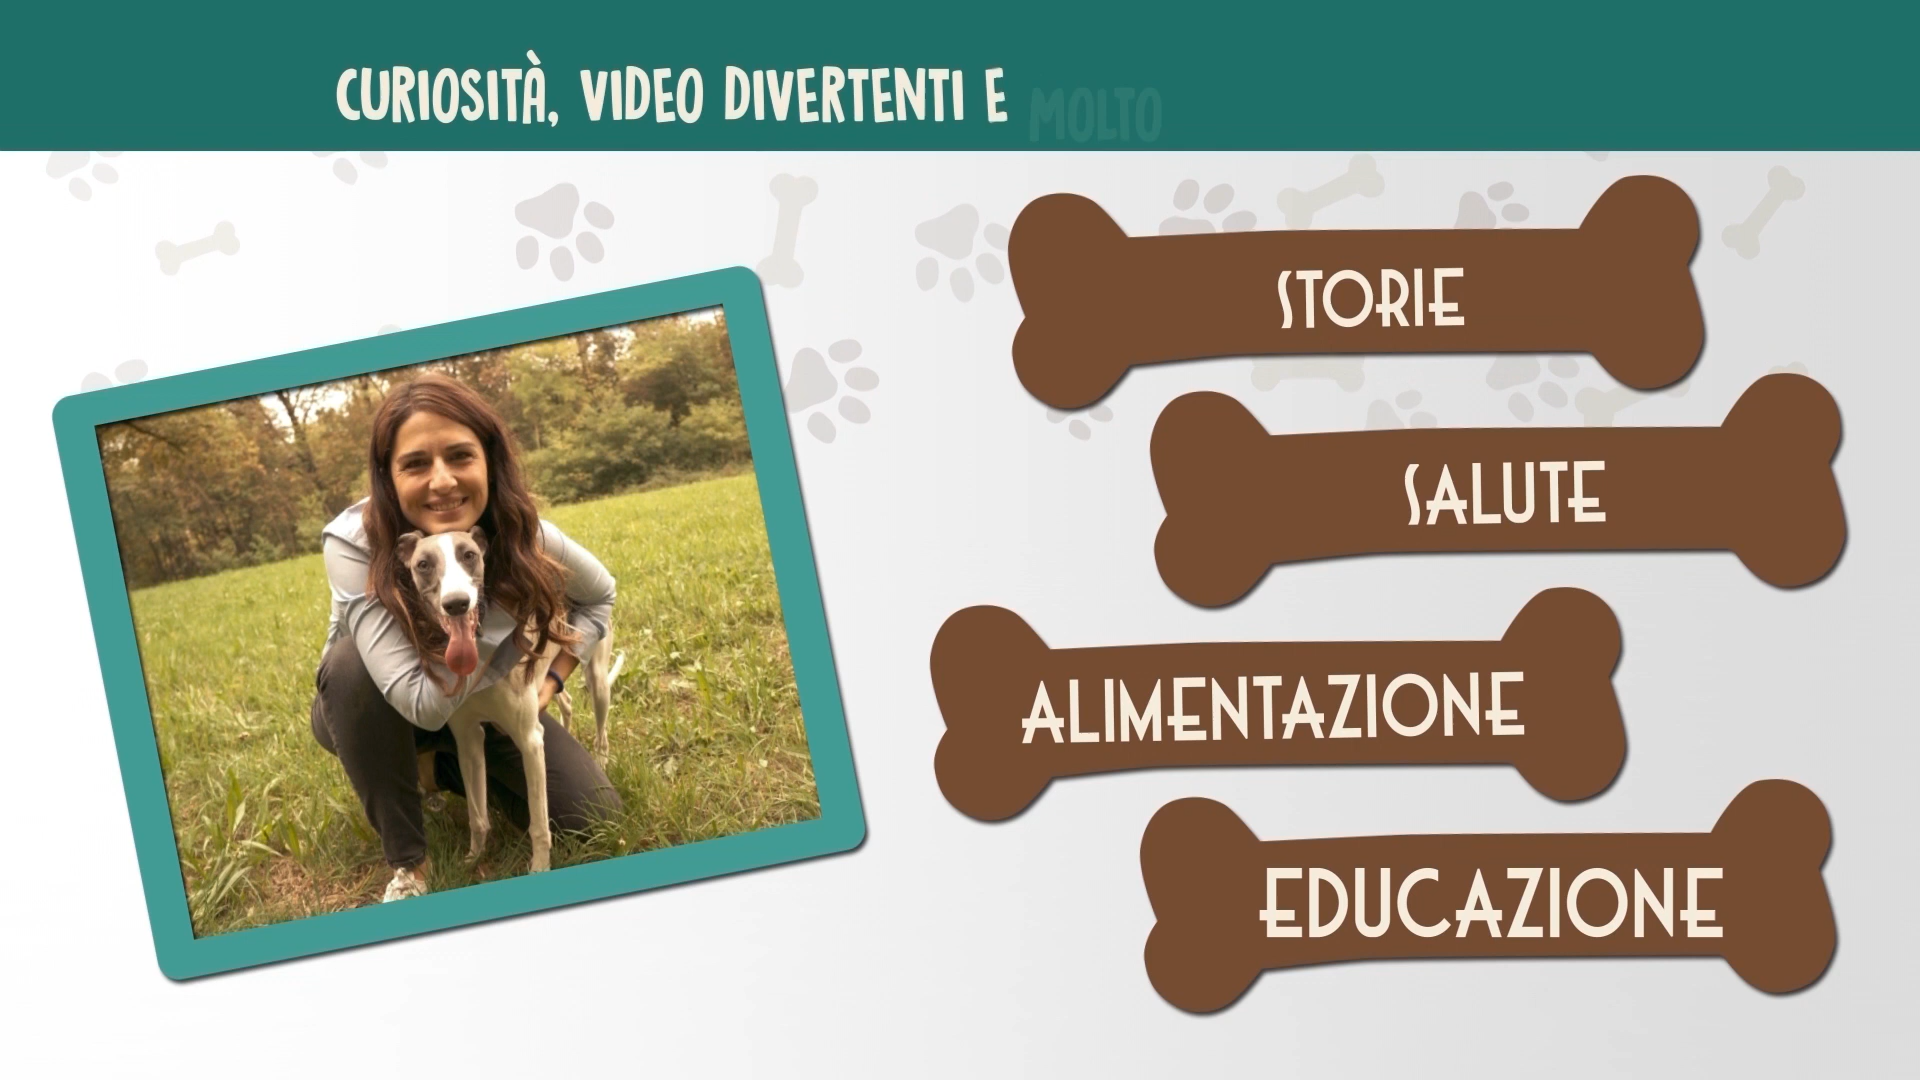 CURIOSITÀ, VIDEO DIVERTENTI E MOLTO
STORIE
SALUTE
ALIMENTAZIONE
EDUCAZIONE